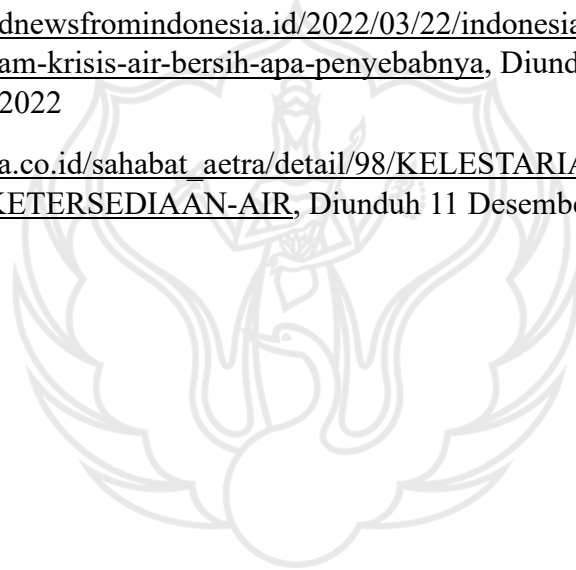 dnewsfromindonesia.id/2022/03/22/indonesia
am-krisis-air-bersih-apa-penyebabnya, Diund
2022
a.co.id/sahabat_aetra/detail/98/KELESTARIA
KETERSEDIAAN-AIR, Diunduh 11 Desembe